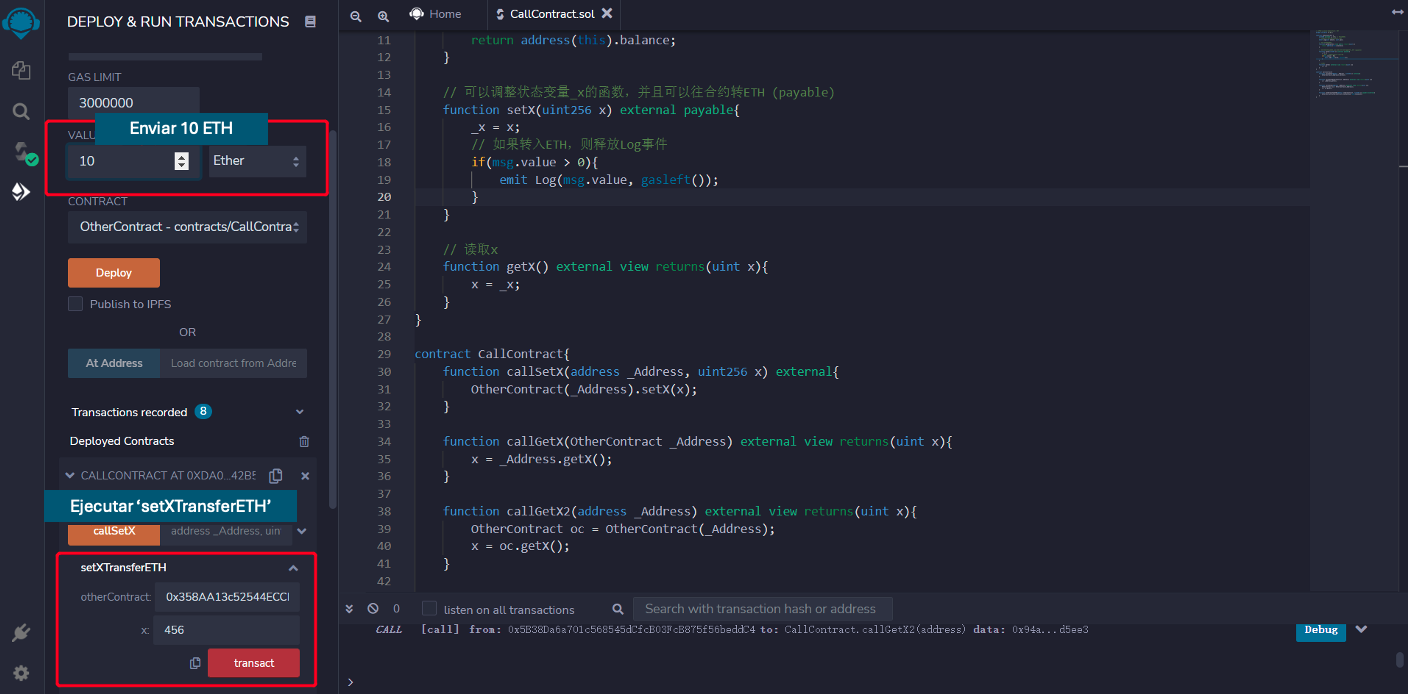 DEPLOY & RUN TRANSACTIONS
GAS LIMIT
3000000
Enviar 10 ETH
VALU
10
Ether
CONTRACT
OtherContract - contracts/CallContra
Deploy
Publish to IPFS
OR
At Address
Load contract from Addre
Transactions recorded 8
Deployed Contracts
CALLCONTRACT AT 0XDA0...42B5
Ejecutar ‘setXTransferETH’
callSetX
address _Address, uin
setXTransferETH
otherContract: 0x358AA13c52544ECCI
x: 456
transact
Home
CallContract.sol
11 return address(this).balance;
12 }
13
14 // 可以调整状态变量_x的函数，并且可以往合约转ETH (payable)
15 function setX(uint256 x) external payable{
16 _x = x;
17 // 如果转入ETH，则释放Log事件
18 if(msg.value > 0){
19 emit Log(msg.value, gasleft());
20 }
21 }
22
23 // 读取x
24 function getX() external view returns(uint x){
25 x = _x;
26 }
27 }
28
29 contract CallContract{
30 function callSetX(address _Address, uint256 x) external{
31 OtherContract(_Address).setX(x);
32 }
33
34 function callGetX(OtherContract _Address) external view returns(uint x){
35 x = _Address.getX();
36 }
37
38 function callGetX2(address _Address) external view returns(uint x){
39 OtherContract oc = OtherContract(_Address);
40 x = oc.getX();
41 }
42
0
listen on all transactions
Search with transaction hash or address
CALL [call] from: 0x5B38Da6a701c568545dCfcB03FcB875f56beddC4 to: CallContract.callGetX2(address) data: 0x94a...d5ee3
Debug
>